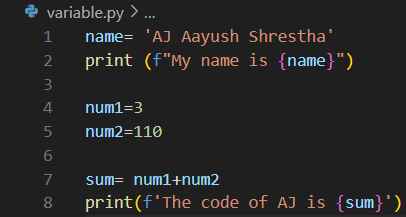 variable.py > ...
1 name= 'AJ Aayush Shrestha'
2 print (f"My name is {name}")
3
4 num1=3
5 num2=110
6
7 sum= num1+num2
8 print(f'The code of AJ is {sum}')